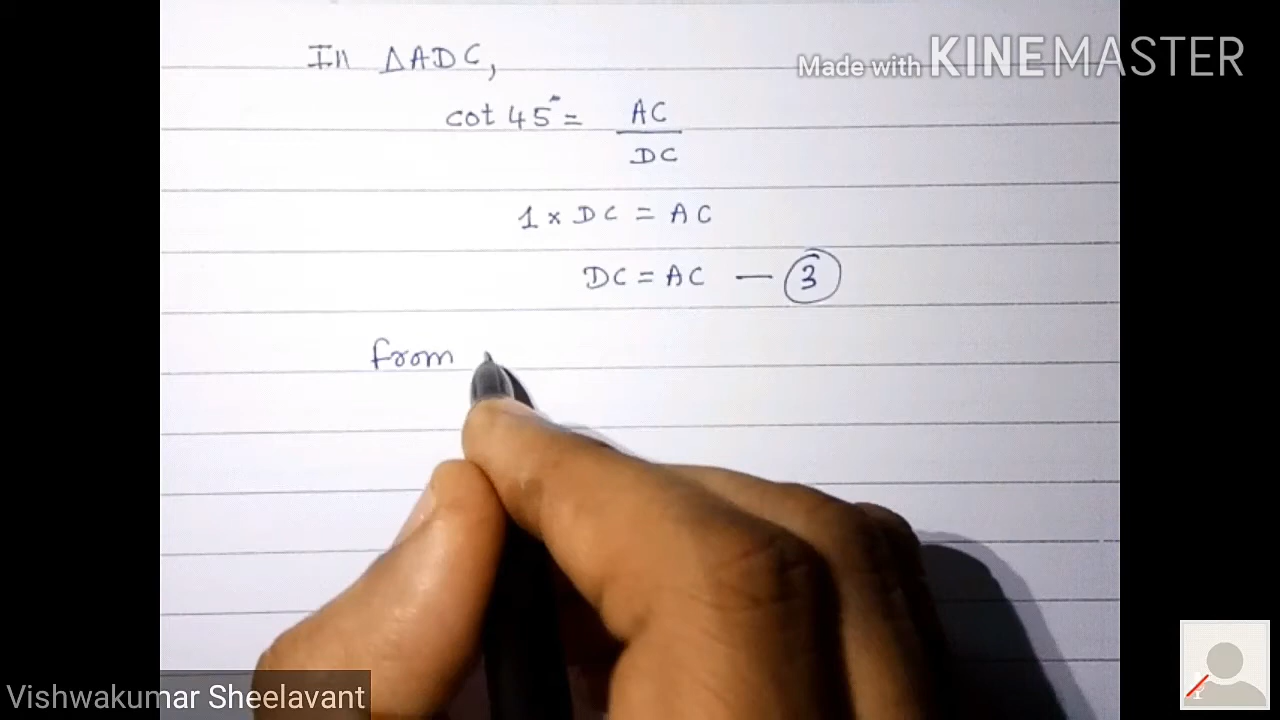 In ΔADC,
Made with KINEMASTER
cot 45° = AC
DC
1 × DC = AC
DC = AC — 3
from
Vishwakumar Sheelavant